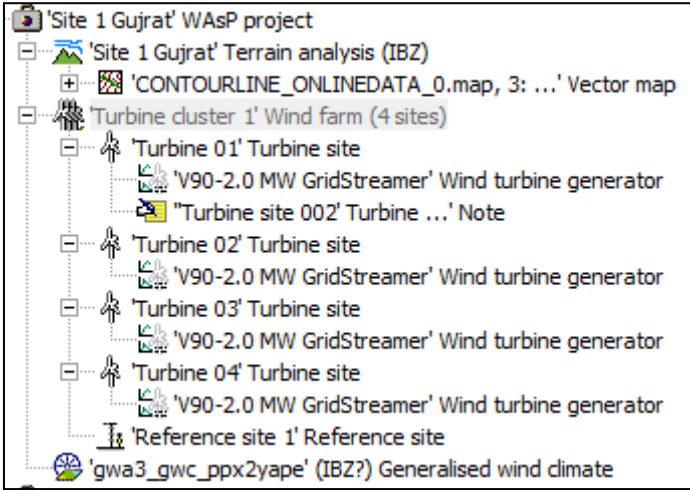 'Site 1 Gujrat' WAsP project
'Site 1 Gujrat' Terrain analysis (IBZ)
'CONTOURLINE_ONLINEDATA_0.map, 3: ...' Vector map
'Turbine cluster 1' Wind farm (4 sites)
'Turbine 01' Turbine site
'V90-2.0 MW GridStreamer' Wind turbine generator
"Turbine site 002' Turbine ...' Note
'Turbine 02' Turbine site
'V90-2.0 MW GridStreamer' Wind turbine generator
'Turbine 03' Turbine site
'V90-2.0 MW GridStreamer' Wind turbine generator
'Turbine 04' Turbine site
'V90-2.0 MW GridStreamer' Wind turbine generator
'Reference site 1' Reference site
'gwa3_gwc_ppx2yape' (IBZ?) Generalised wind climate